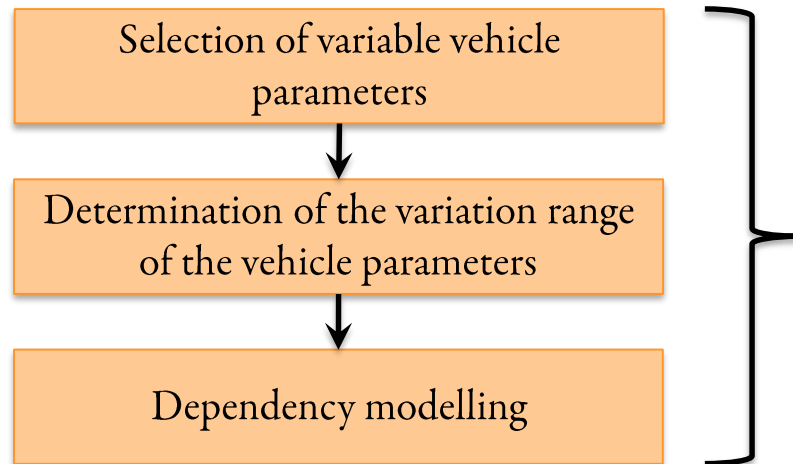 Selection of variable vehicle
parameters
Determination of the variation range
of the vehicle parameters
Dependency modelling